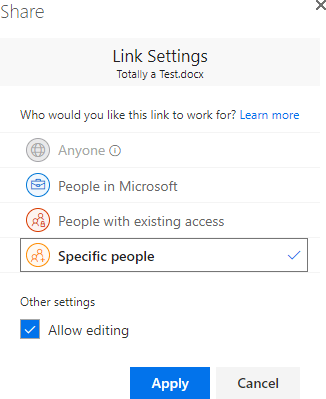 Share
Link Settings
Totally a Test.docx
Who would you like this link to work for? Learn more
Anyone
People in Microsoft
People with existing access
Specific people
Other settings
Allow editing
Apply Cancel